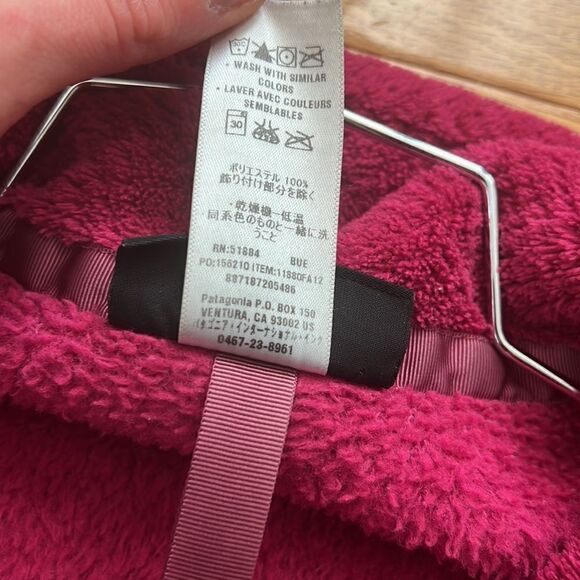 • WASH WITH SIMILAR
COLORS
• LAVER AVEC COULEURS
SEMBLABLES
30
ポリエステル 100%
飾り付け部分を除く
・乾燥機－低温
同系色のものと一緒に洗
うこと
RN:51884 BUE
PO:156210 ITEM:11880FA12
887187205486
Patagonia P.O. BOX 150
VENTURA, CA 93002 US
パタゴニア・インターナショナル・インク
0467-23-8961